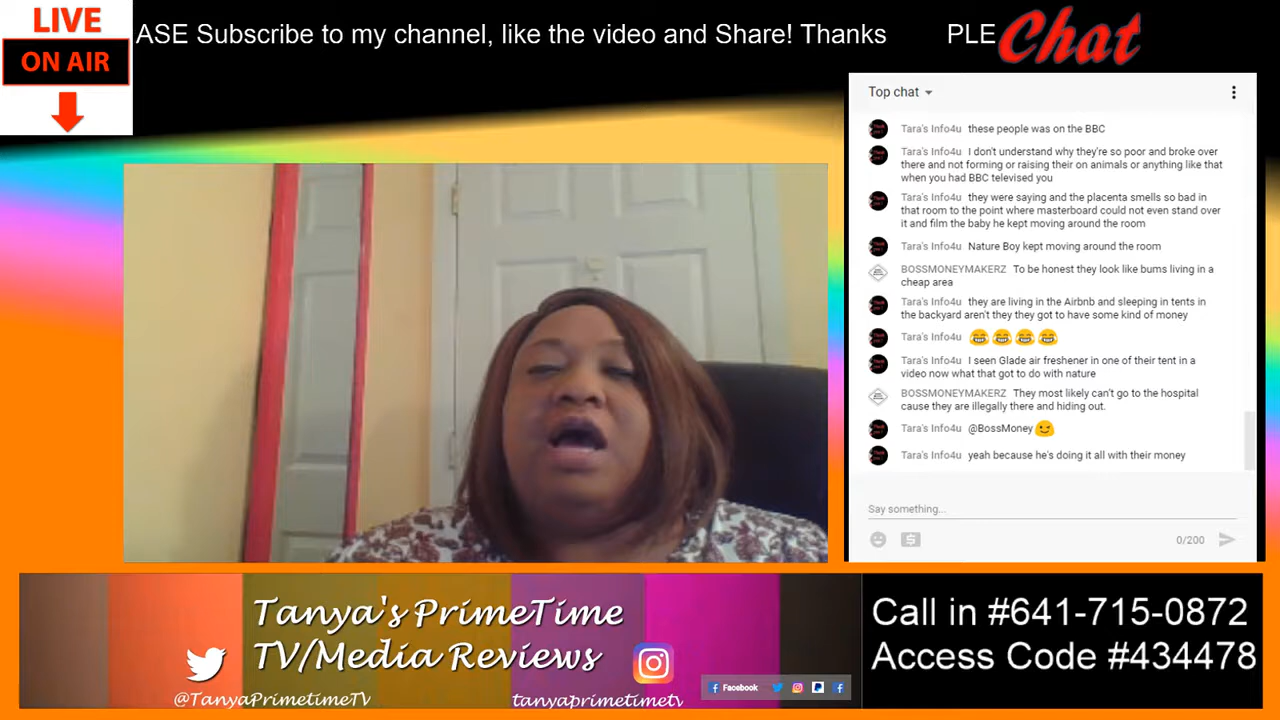 LIVE
ON AIR
ASE Subscribe to my channel, like the video and Share! Thanks PLE
Chat
Top chat
Tara's Info4u these people was on the BBC
Tara's Info4u I don't understand why they're so poor and broke over
there and not forming or raising their on animals or anything like that
when you had BBC televised you
Tara's Info4u they were saying and the placenta smells so bad in
that room to the point where masterboard could not even stand over
it and film the baby he kept moving around the room
Tara's Info4u Nature Boy kept moving around the room
BOSSMONEYMAKERZ To be honest they look like bums living in a
cheap area
Tara's Info4u they are living in the Airbnb and sleeping in tents in
the backyard aren't they they got to have some kind of money
Tara's Info4u 😂 😂 😂 😂
Tara's Info4u I seen Glade air freshener in one of their tent in a
video now what that got to do with nature
BOSSMONEYMAKERZ They most likely can't go to the hospital
cause they are illegally there and hiding out.
Tara's Info4u @BossMoney 😉
Tara's Info4u yeah because he's doing it all with their money
Say something...
0/200
Tanya's PrimeTime
TV/Media Reviews
@TanyaPrimetimeTV
tanyaprimetimetv
Facebook
Call in #641-715-0872
Access Code #434478